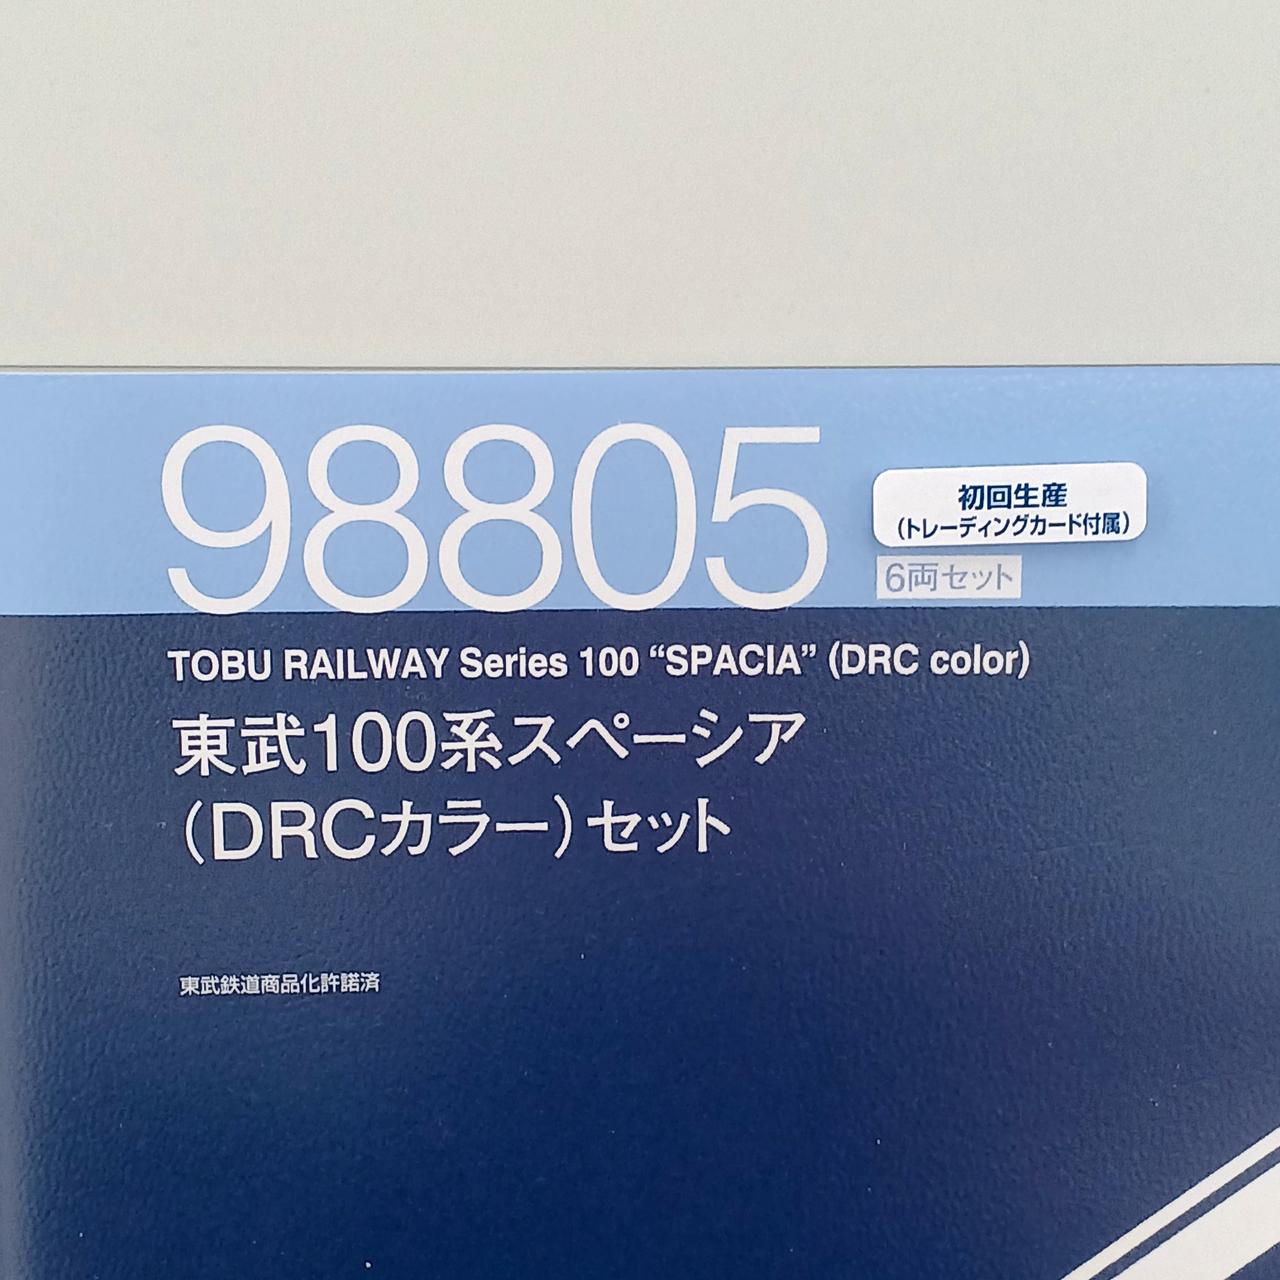 98805
初回生産
(トレーディングカード付属)
6両セット
TOBU RAILWAY Series 100 “SPACIA” (DRC color)
東武100系スペーシア
(DRCカラー)セット
東武鉄道商品化許諾済